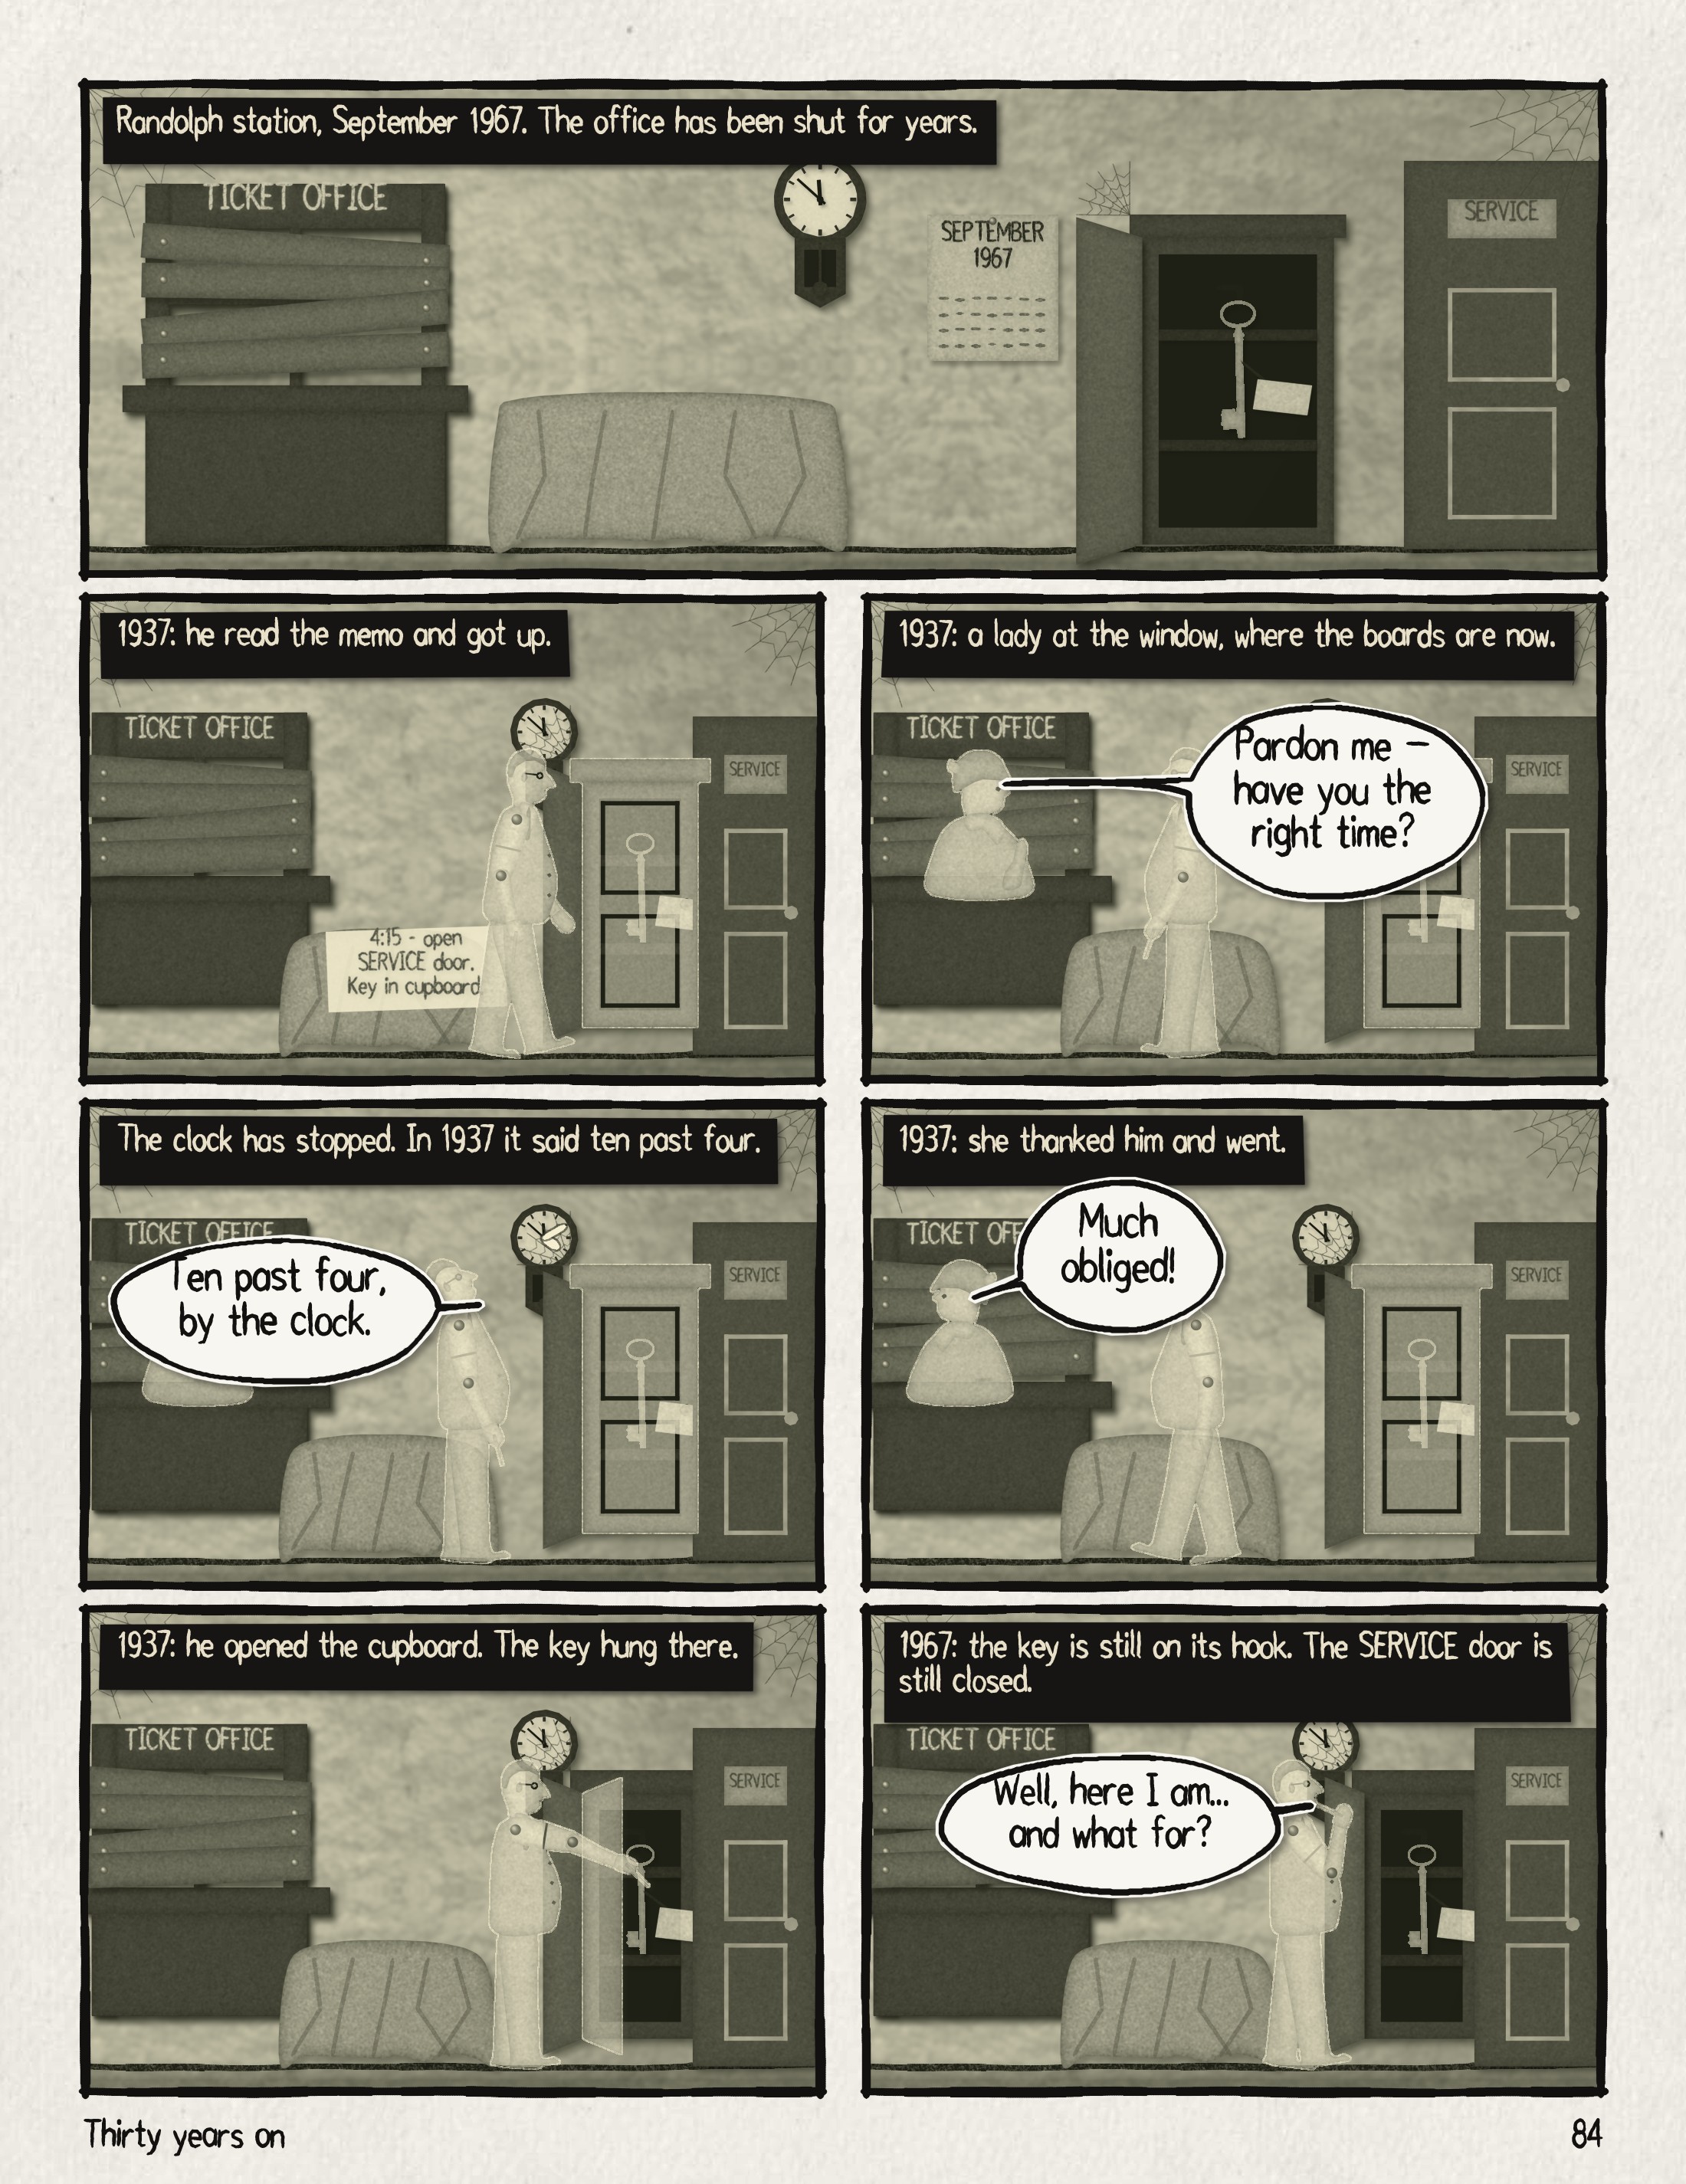 Randolph station, September 1967. The office has been shut for years.
TICKET OFFICE
SEPTEMBER
1967
SERVICE
1937: he read the memo and got up.
TICKET OFFICE
SERVICE
4:15 - open
SERVICE door.
Key in cupboard
1937: a lady at the window, where the boards are now.
TICKET OFFICE
Pardon me –
have you the
right time?
SERVICE
The clock has stopped. In 1937 it said ten past four.
TICKET OFFICE
Ten past four,
by the clock.
SERVICE
1937: she thanked him and went.
TICKET OFF
Much
obliged!
SERVICE
1937: he opened the cupboard. The key hung there.
TICKET OFFICE
SERVICE
1967: the key is still on its hook. The SERVICE door is
still closed.
TICKET OFFICE
Well, here I am...
and what for?
SERVICE
Thirty years on
84